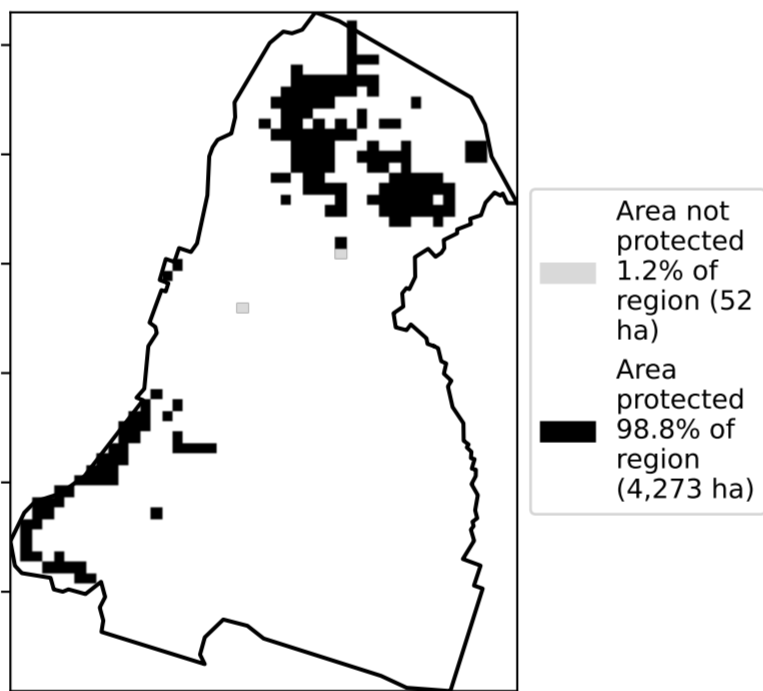 Area not
protected
1.2% of
region (52
ha)
Area
protected
98.8% of
region
(4,273 ha)